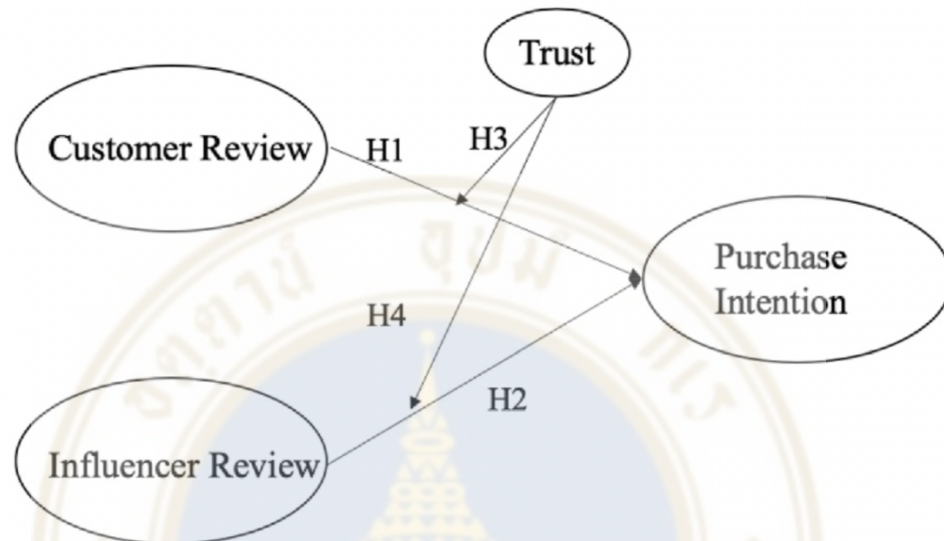 Trust
Customer Review
H1
H3
Purchase
Intention
H4
H2
Influencer Review